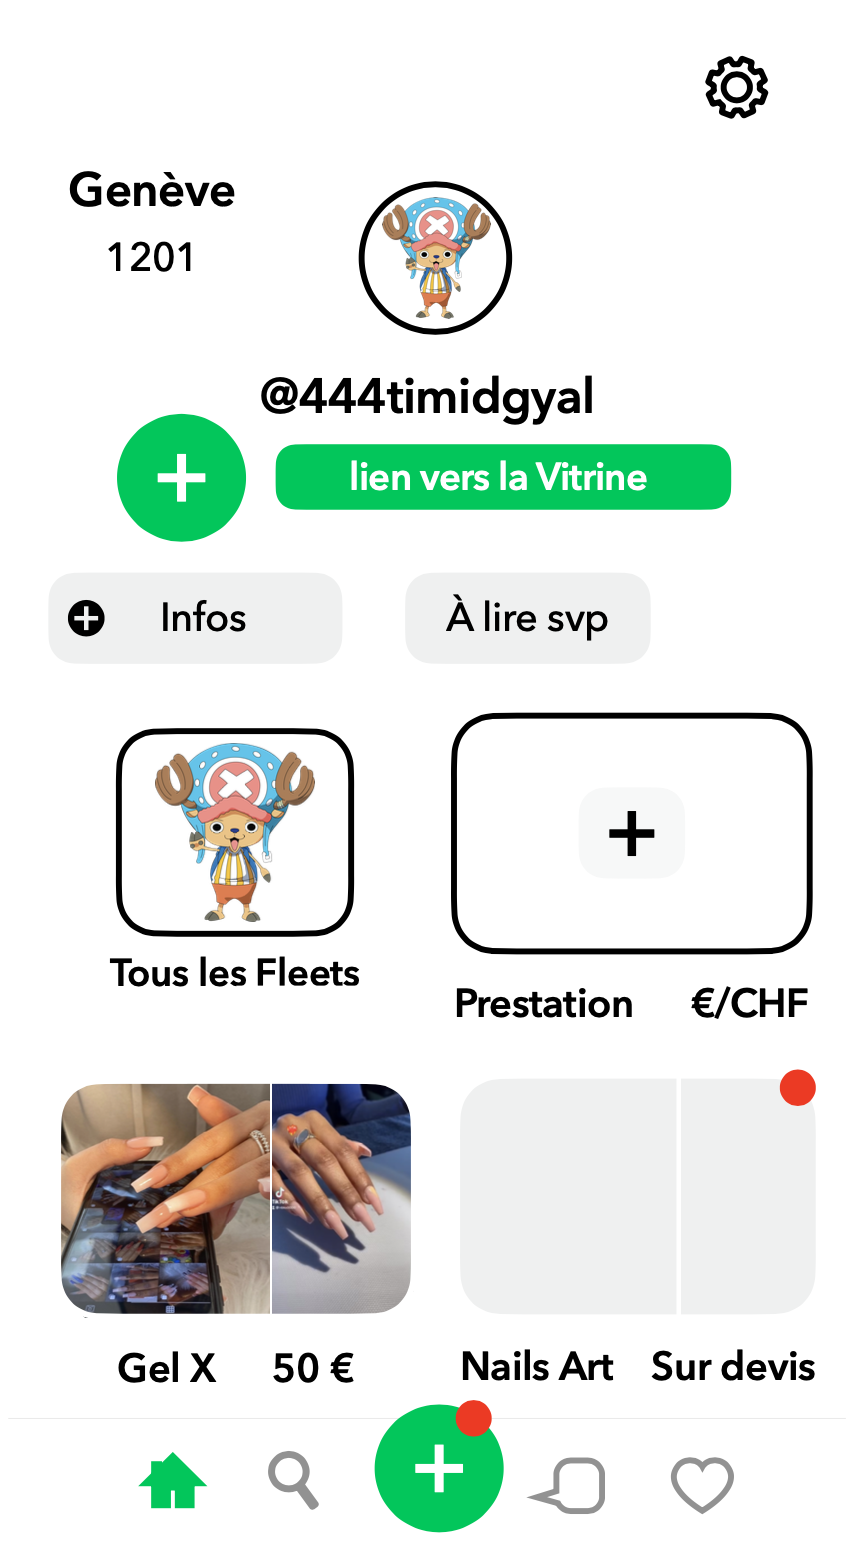 Genève
1201
@444timidgyal
lien vers la Vitrine
Infos
À lire svp
Tous les Fleets
Prestation €/CHF
TikTok
Gel X 50 €
Nails Art Sur devis